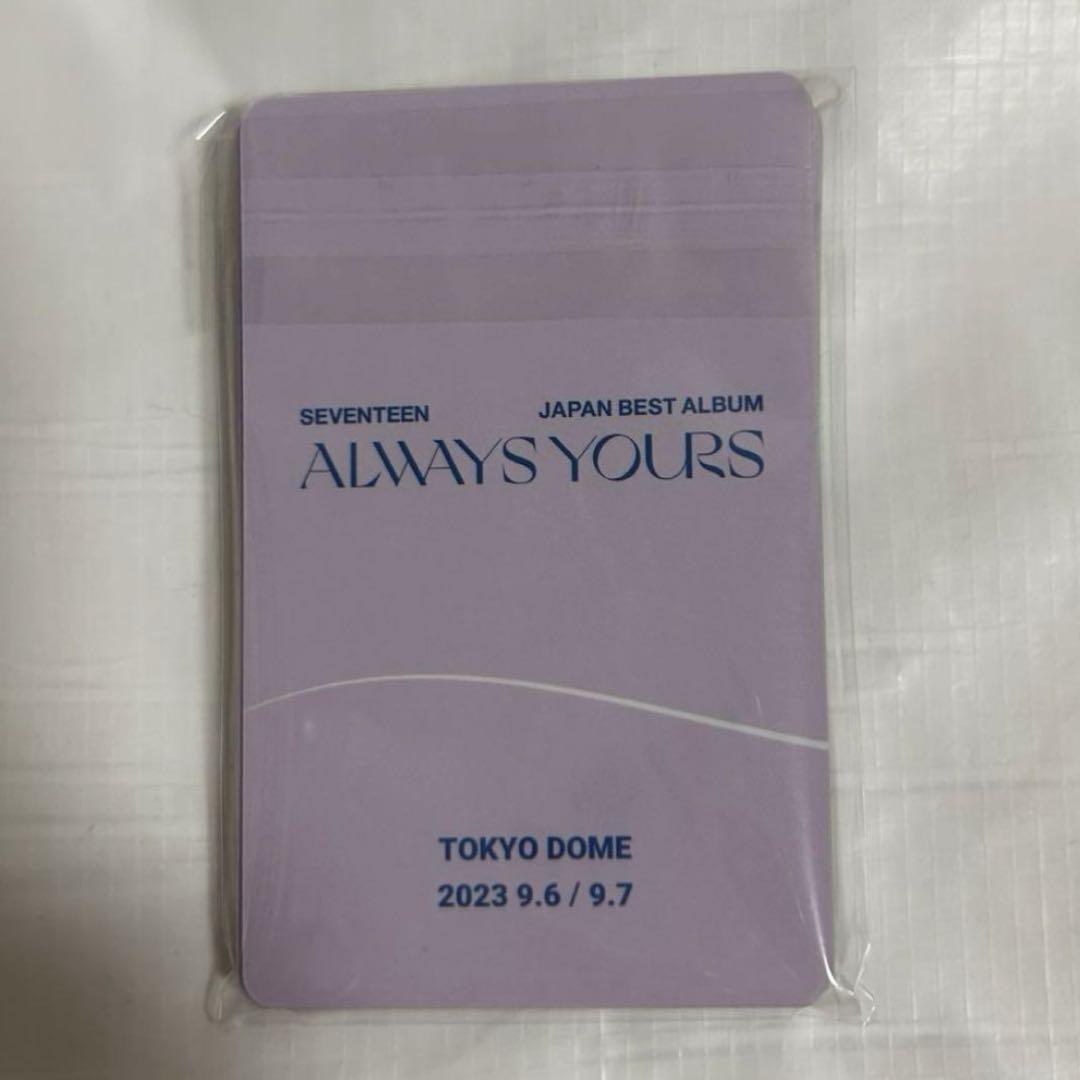 SEVENTEEN JAPAN BEST ALBUM
ALWAYS YOURS
TOKYO DOME
2023 9.6 / 9.7